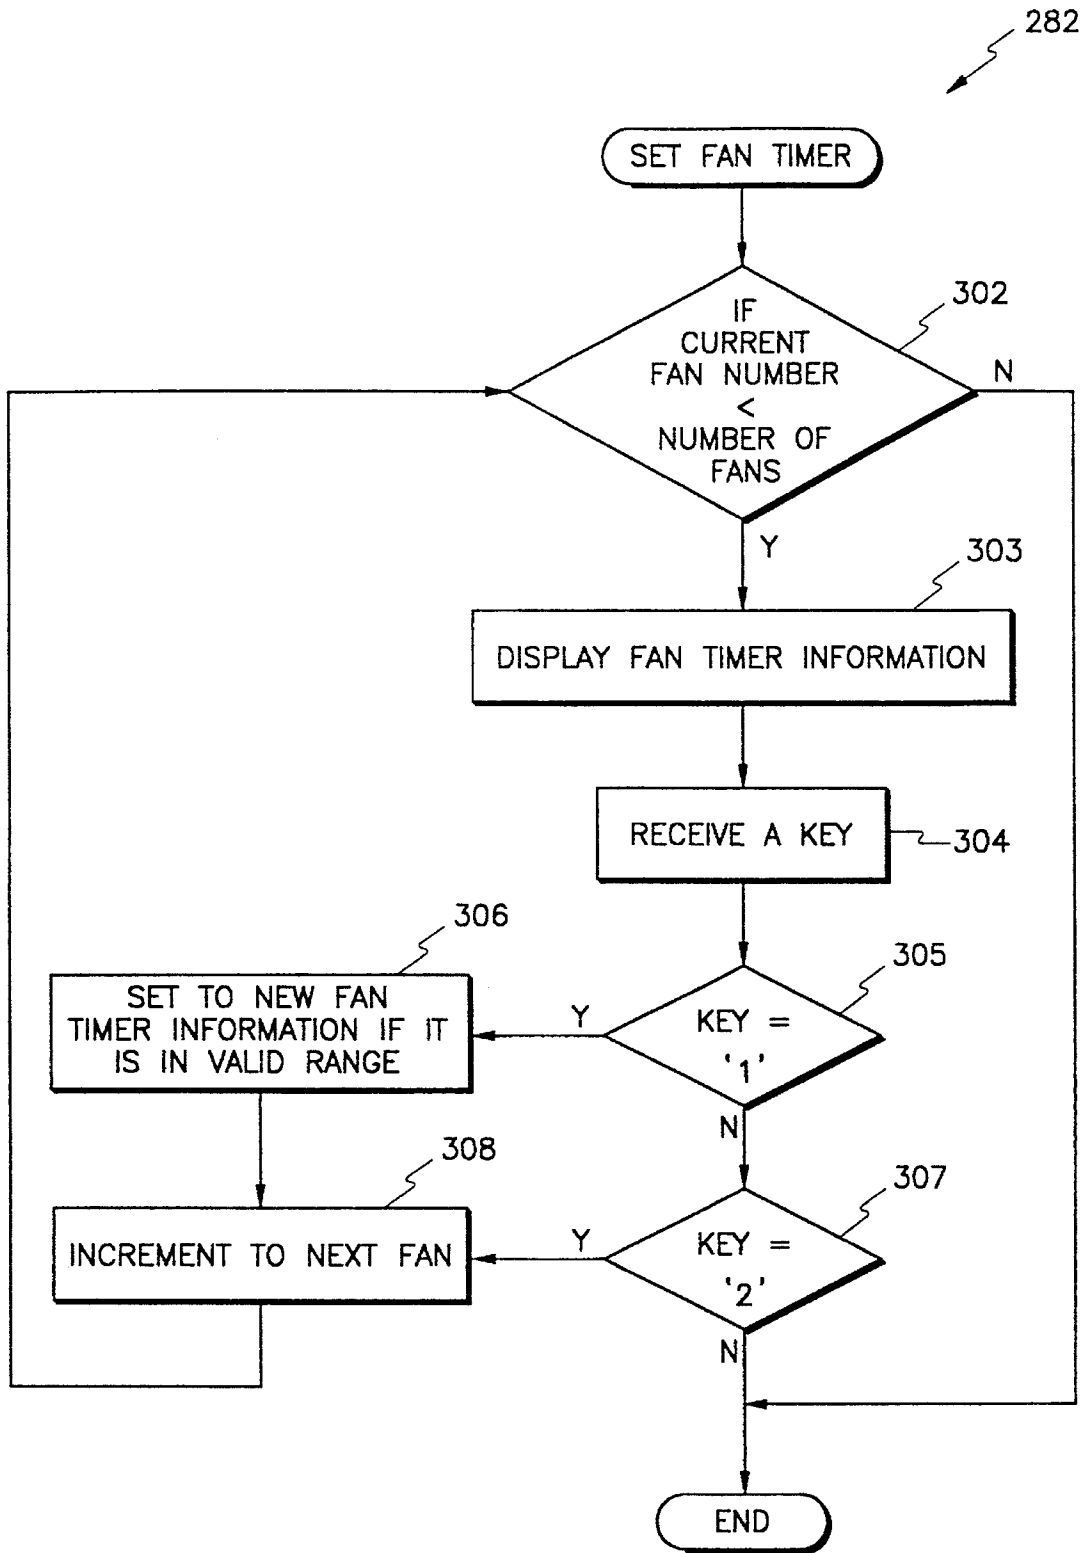 282
SET FAN TIMER
302
IF
CURRENT
FAN NUMBER
<
NUMBER OF
FANS
N
Y
303
DISPLAY FAN TIMER INFORMATION
RECEIVE A KEY
304
306
SET TO NEW FAN
TIMER INFORMATION IF IT
IS IN VALID RANGE
Y
305
KEY =
'1'
N
308
INCREMENT TO NEXT FAN
Y
307
KEY =
'2'
N
END